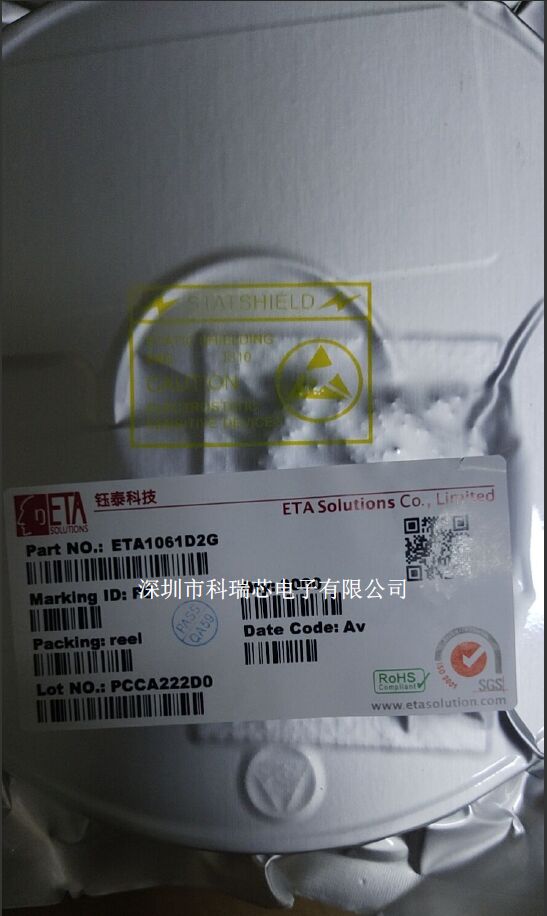 STATSHIELD
CAUTION
ETA
SOLUTIONS
钰泰科技
ETA Solutions Co., Limited
Part NO.: ETA1061D2G
Marking ID:
深圳市科瑞芯电子有限公司
PASS
QA59
Packing: reel
Date Code: Av
Lot NO.: PCCA222D0
RoHS
Compliant
ISO 9001
SGS
www.etasolution.com